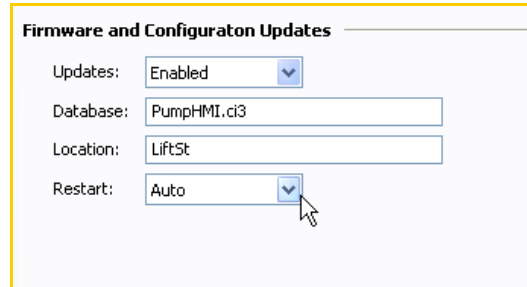 Firmware and Configuraton Updates
Updates: Enabled
Database: PumpHMI.ci3
Location: LiftSt
Restart: Auto